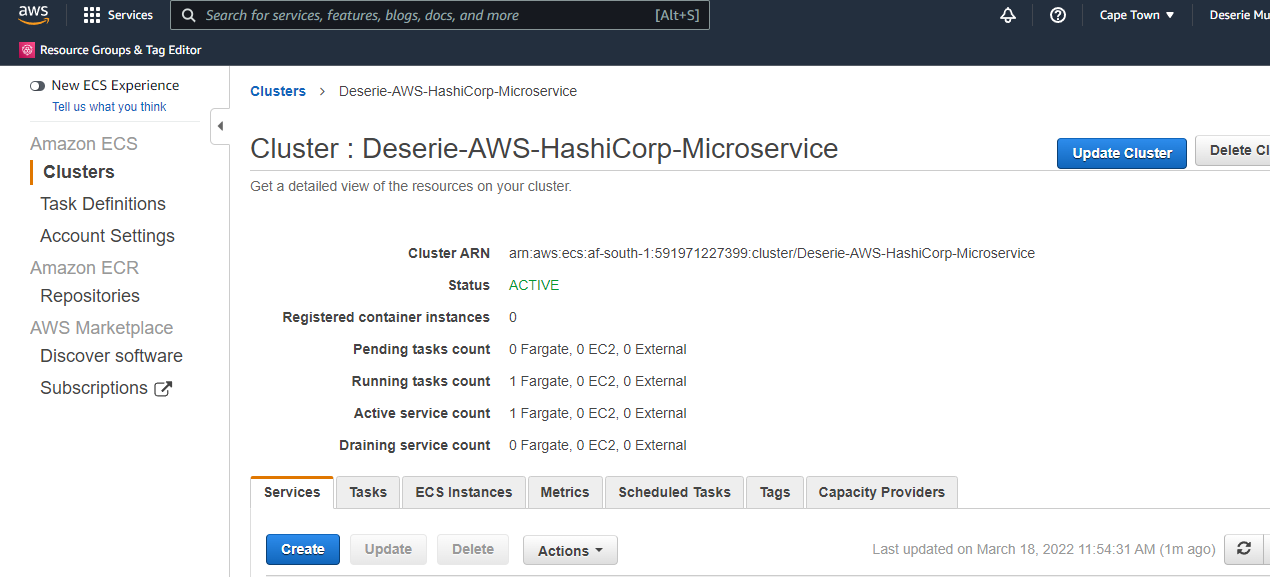 aws
Services
Search for services, features, blogs, docs, and more
[Alt+S]
Cape Town
Deserie Mu
Resource Groups & Tag Editor
New ECS Experience
Tell us what you think
Amazon ECS
Clusters
Task Definitions
Account Settings
Amazon ECR
Repositories
AWS Marketplace
Discover software
Subscriptions
Clusters > Deserie-AWS-HashiCorp-Microservice
Cluster : Deserie-AWS-HashiCorp-Microservice
Update Cluster
Delete Cl
Get a detailed view of the resources on your cluster.
Cluster ARN arn:aws:ecs:af-south-1:591971227399:cluster/Deserie-AWS-HashiCorp-Microservice
Status ACTIVE
Registered container instances 0
Pending tasks count 0 Fargate, 0 EC2, 0 External
Running tasks count 1 Fargate, 0 EC2, 0 External
Active service count 1 Fargate, 0 EC2, 0 External
Draining service count 0 Fargate, 0 EC2, 0 External
Services Tasks ECS Instances Metrics Scheduled Tasks Tags Capacity Providers
Create Update Delete Actions
Last updated on March 18, 2022 11:54:31 AM (1m ago)